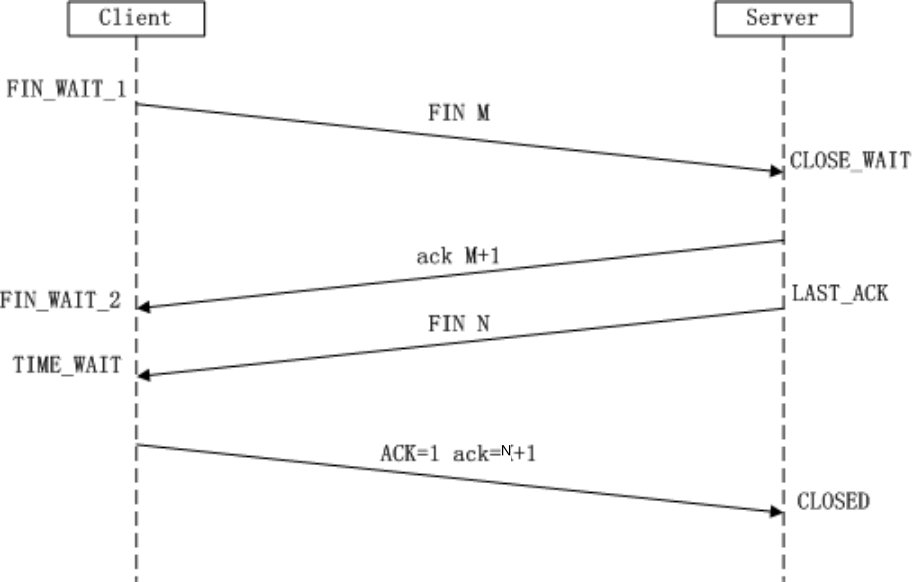 Client
Server
FIN_WAIT_1
FIN M
CLOSE_WAIT
ack M+1
FIN_WAIT_2
LAST_ACK
FIN N
TIME_WAIT
ACK=1 ack=N+1
CLOSED